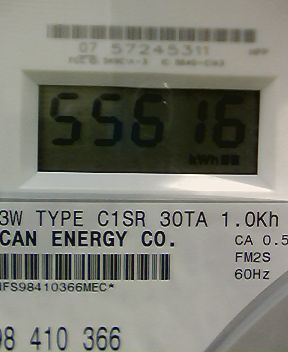 07 57245311
55616
kWh
3W TYPE C1SR 30TA 1.0Kh
CAN ENERGY CO.
CA 0.5
FM2S
60Hz
NFS98410366MEC*
98 410 366